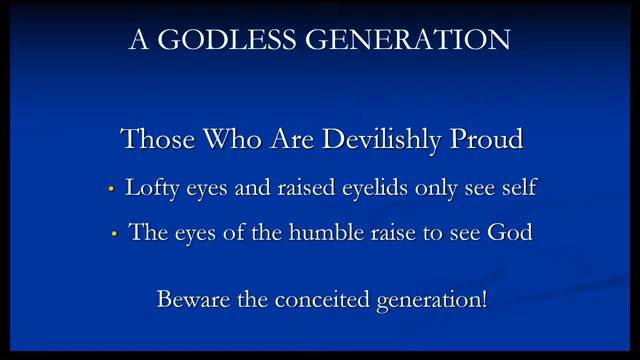 A GODLESS GENERATION
Those Who Are Devilishly Proud
• Lofty eyes and raised eyelids only see self
• The eyes of the humble raise to see God
Beware the conceited generation!